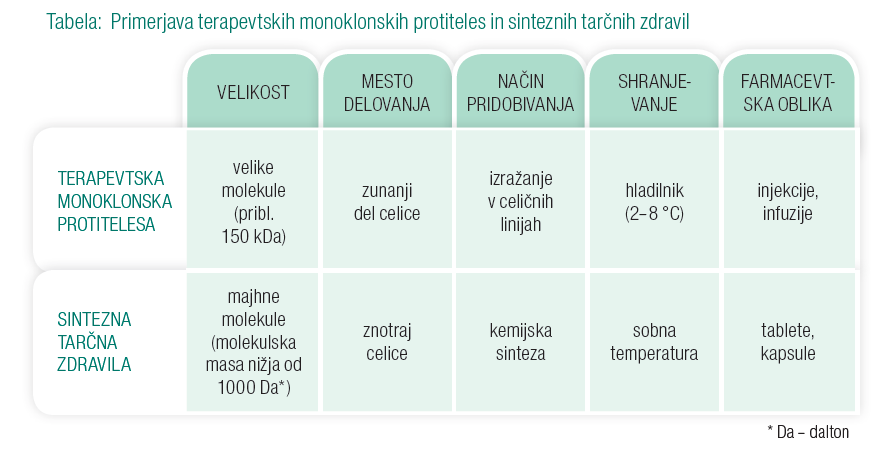 Tabela: Primerjava terapevtskih monoklonskih protiteles in sinteznih tarčnih zdravil
VELIKOST
MESTO
DELOVANJA
NAČIN
PRIDOBIVANJA
SHRANJE-
VANJE
FARMACEVT-
SKA OBLIKA
TERAPEVTSKA
MONOKLONSKA
PROTITELESA
velike
molekule
(pribl.
150 kDa)
zunanji
del celice
izražanje
v celičnih
linijah
hladilnik
(2–8 °C)
injekcije,
infuzije
SINTEZNA
TARČNA
ZDRAVILA
majhne
molekule
(molekulska
masa nižja od
1000 Da*)
znotraj
celice
kemijska
sinteza
sobna
temperatura
tablete,
kapsule
* Da – dalton